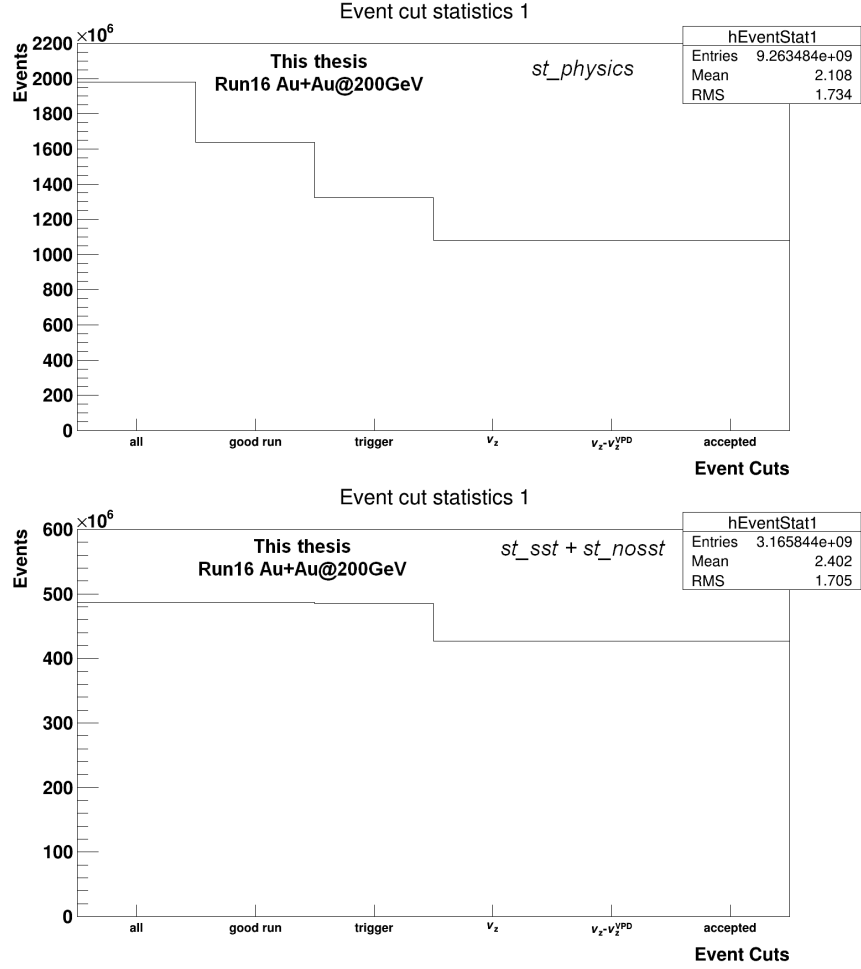 Event cut statistics 1
×10⁶
Events
2200
2000
1800
1600
1400
1200
1000
800
600
400
200
0
This thesis
Run16 Au+Au@200GeV
st_physics
hEventStat1
Entries 9.263484e+09
Mean 2.108
RMS 1.734
all good run trigger v_z v_z-v_z^VPD accepted
Event Cuts
Event cut statistics 1
×10⁶
Events
600
500
400
300
200
100
0
This thesis
Run16 Au+Au@200GeV
st_sst + st_nosst
hEventStat1
Entries 3.165844e+09
Mean 2.402
RMS 1.705
all good run trigger v_z v_z-v_z^VPD accepted
Event Cuts